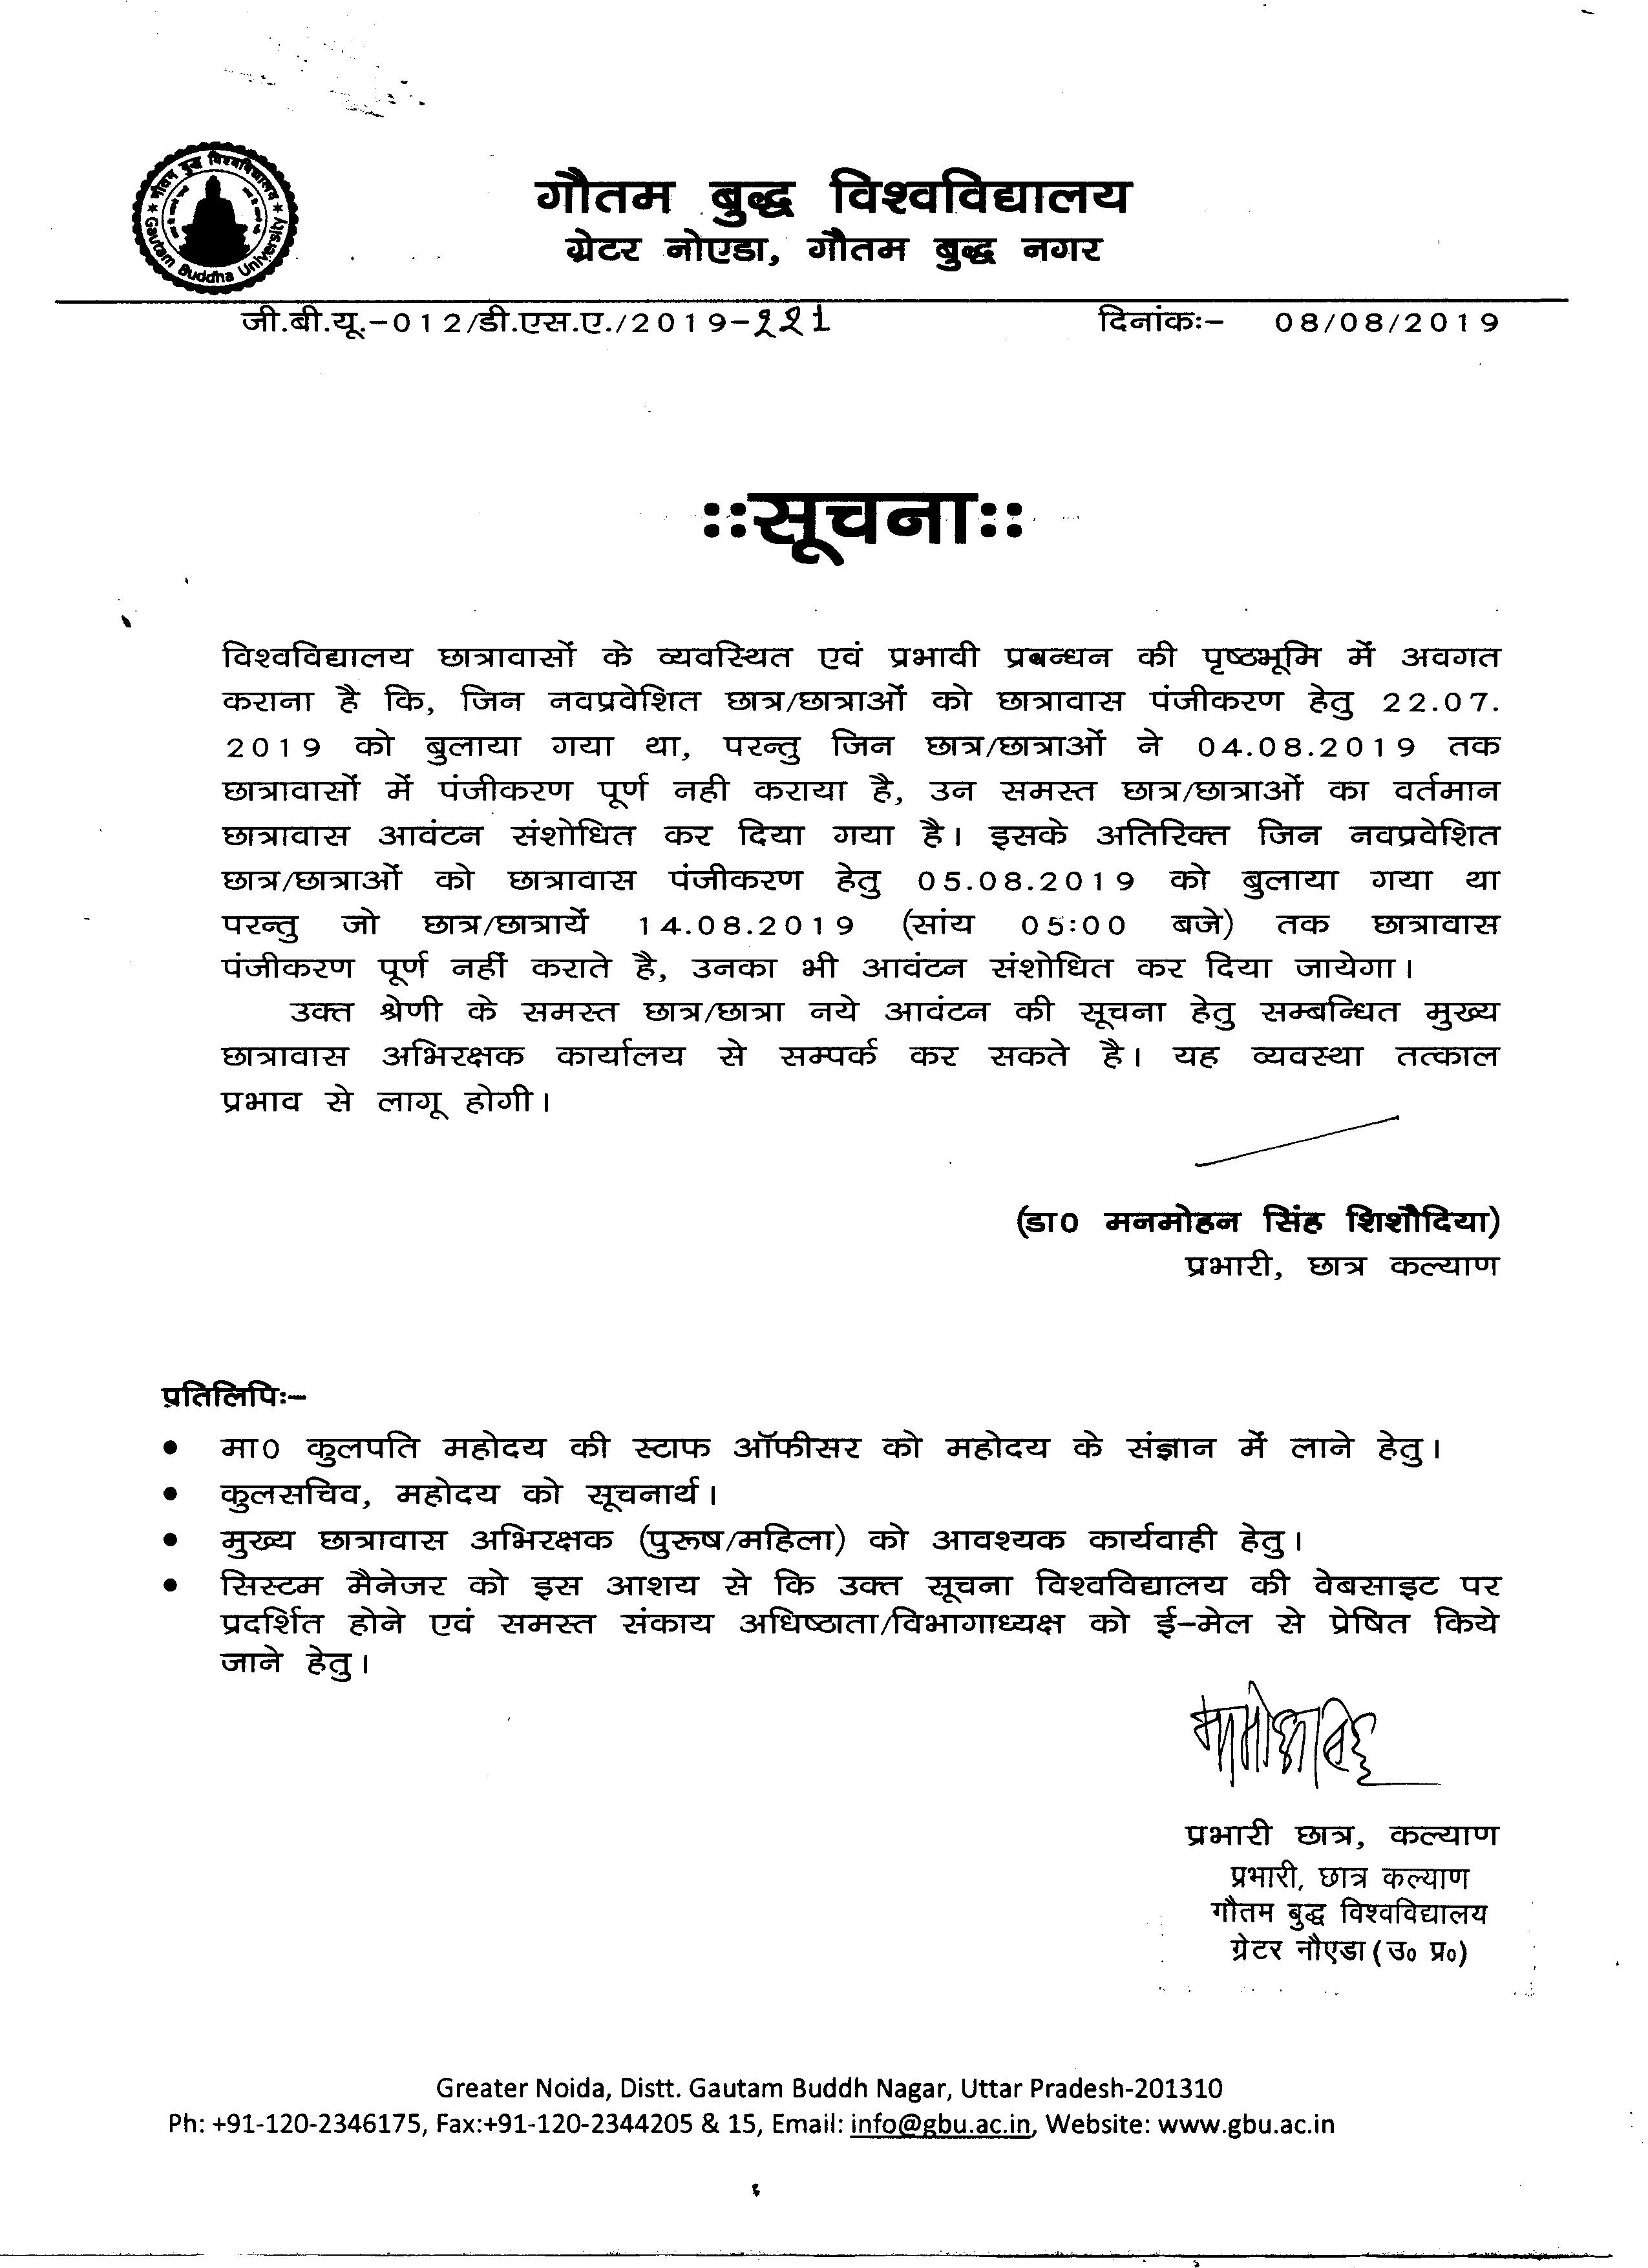 गौतम बुद्ध विश्वविद्यालय
Gautam Buddha University
गौतम बुद्ध विश्वविद्यालय
ग्रेटर नोएडा, गौतम बुद्ध नगर
जी.बी.यू.-012/डी.एस.ए./2019-221
दिनांकः- 08/08/2019
::सूचना::
विश्वविद्यालय छात्रावासों के व्यवस्थित एवं प्रभावी प्रबन्धन की पृष्ठभूमि में अवगत
कराना है कि, जिन नवप्रवेशित छात्र/छात्राओं को छात्रावास पंजीकरण हेतु 22.07.
2019 को बुलाया गया था, परन्तु जिन छात्र/छात्राओं ने 04.08.2019 तक
छात्रावासों में पंजीकरण पूर्ण नही कराया है, उन समस्त छात्र/छात्राओं का वर्तमान
छात्रावास आवंटन संशोधित कर दिया गया है। इसके अतिरिक्त जिन नवप्रवेशित
छात्र/छात्राओं को छात्रावास पंजीकरण हेतु 05.08.2019 को बुलाया गया था
परन्तु जो छात्र/छात्रायें 14.08.2019 (सांय 05:00 बजे) तक छात्रावास
पंजीकरण पूर्ण नहीं कराते है, उनका भी आवंटन संशोधित कर दिया जायेगा।
उक्त श्रेणी के समस्त छात्र/छात्रा नये आवंटन की सूचना हेतु सम्बन्धित मुख्य
छात्रावास अभिरक्षक कार्यालय से सम्पर्क कर सकते है। यह व्यवस्था तत्काल
प्रभाव से लागू होगी।
(डा0 मनमोहन सिंह शिशौदिया)
प्रभारी, छात्र कल्याण
प्रतिलिपिः-
• मा0 कुलपति महोदय की स्टाफ ऑफीसर को महोदय के संज्ञान में लाने हेतु।
• कुलसचिव, महोदय को सूचनार्थ।
• मुख्य छात्रावास अभिरक्षक (पुरूष/महिला) को आवश्यक कार्यवाही हेतु।
• सिस्टम मैनेजर को इस आशय से कि उक्त सूचना विश्वविद्यालय की वेबसाइट पर
प्रदर्शित होने एवं समस्त संकाय अधिष्ठाता/विभागाध्यक्ष को ई-मेल से प्रेषित किये
जाने हेतु।
प्रभारी छात्र, कल्याण
प्रभारी, छात्र कल्याण
गौतम बुद्ध विश्वविद्यालय
ग्रेटर नौएडा (उ० प्र०)
Greater Noida, Distt. Gautam Buddh Nagar, Uttar Pradesh-201310
Ph: +91-120-2346175, Fax:+91-120-2344205 & 15, Email: info@gbu.ac.in, Website: www.gbu.ac.in